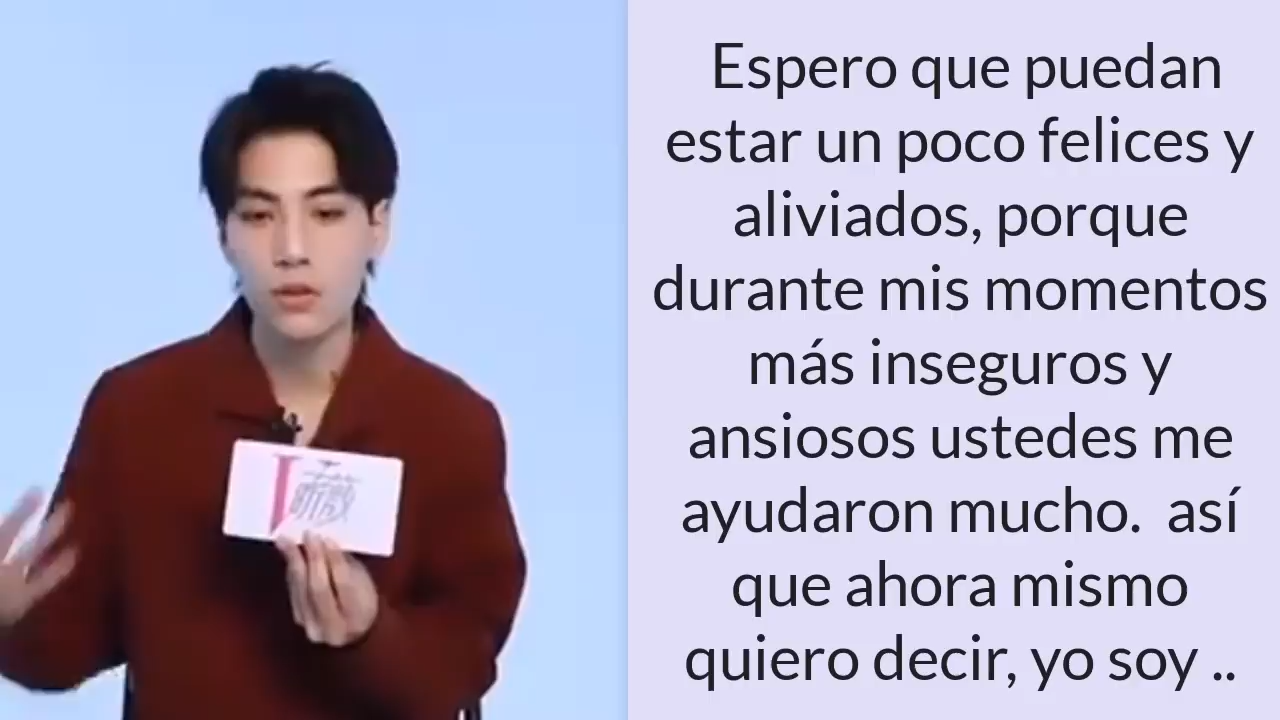 Espero que puedan
estar un poco felices y
aliviados, porque
durante mis momentos
más inseguros y
ansiosos ustedes me
ayudaron mucho.  así
que ahora mismo
quiero decir, yo soy ..